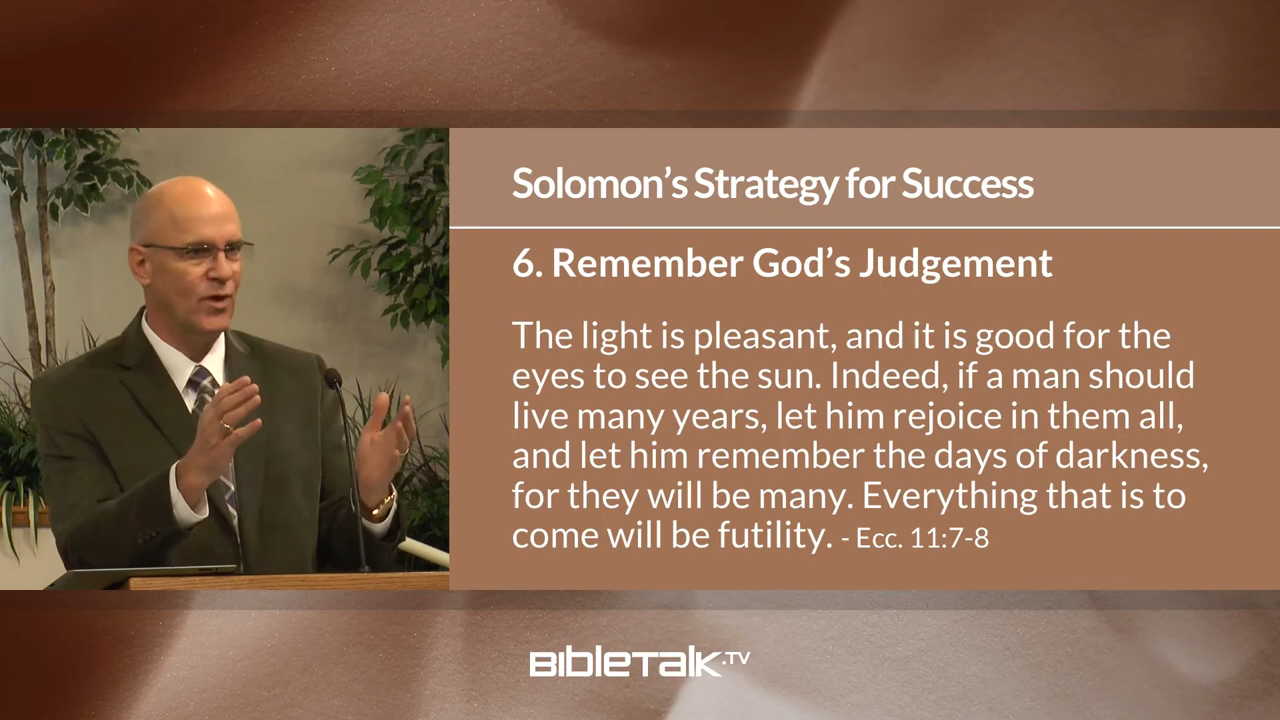 Solomon’s Strategy for Success
6. Remember God’s Judgement
The light is pleasant, and it is good for the
eyes to see the sun. Indeed, if a man should
live many years, let him rejoice in them all,
and let him remember the days of darkness,
for they will be many. Everything that is to
come will be futility. - Ecc. 11:7-8
BibleTalk.TV